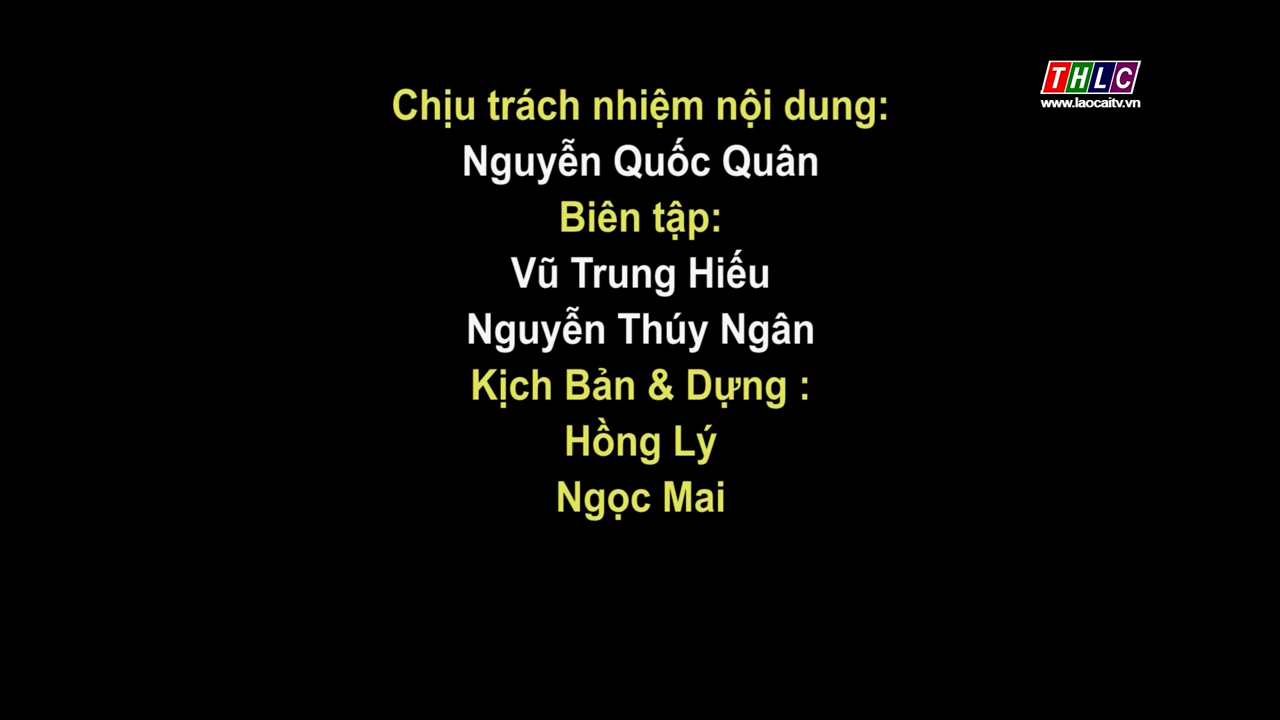 THLC
www.laocaitv.vn
Chịu trách nhiệm nội dung:
Nguyễn Quốc Quân
Biên tập:
Vũ Trung Hiếu
Nguyễn Thúy Ngân
Kịch Bản & Dựng :
Hồng Lý
Ngọc Mai